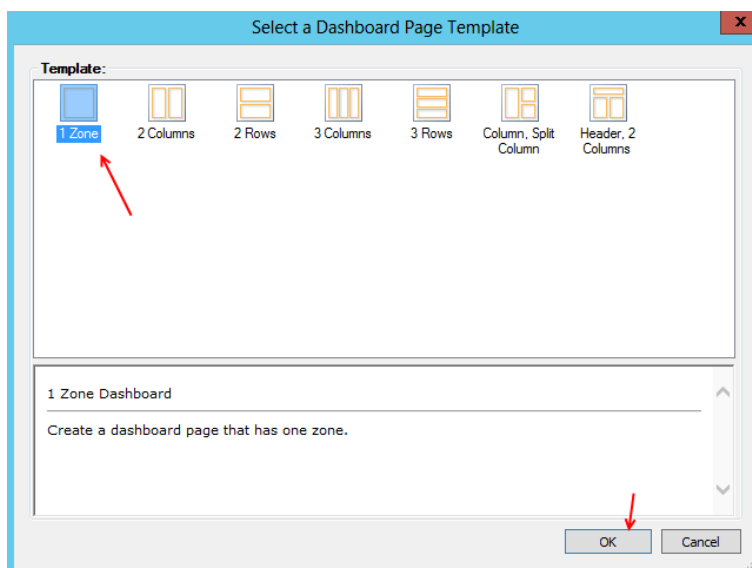 Select a Dashboard Page Template
x
Template:
1 Zone
2 Columns
2 Rows
3 Columns
3 Rows
Column, Split
Column
Header, 2
Columns
1 Zone Dashboard
Create a dashboard page that has one zone.
OK
Cancel